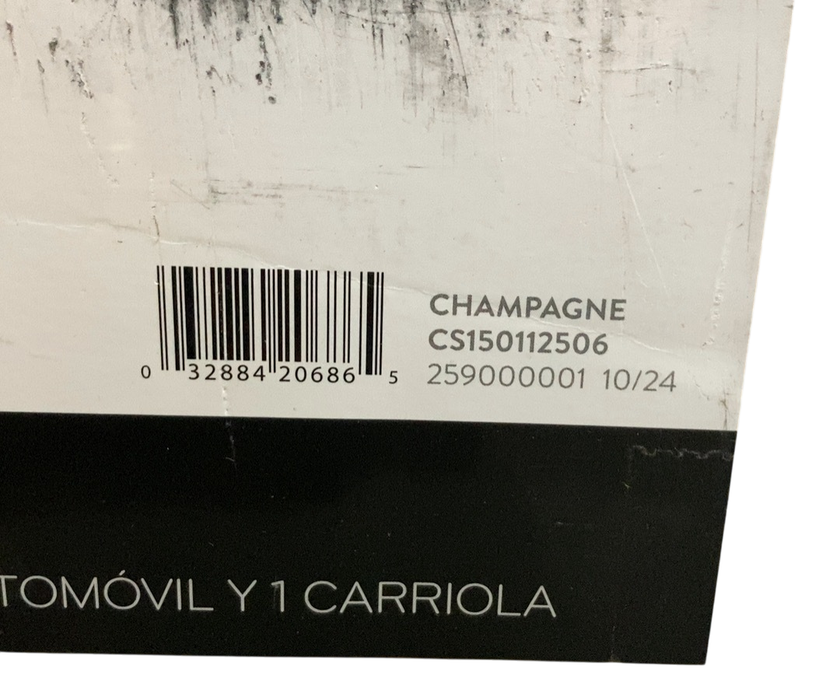 CHAMPAGNE
CS150112506
259000001 10/24
0 32884 20686 5
TOMÓVIL Y 1 CARRIOLA